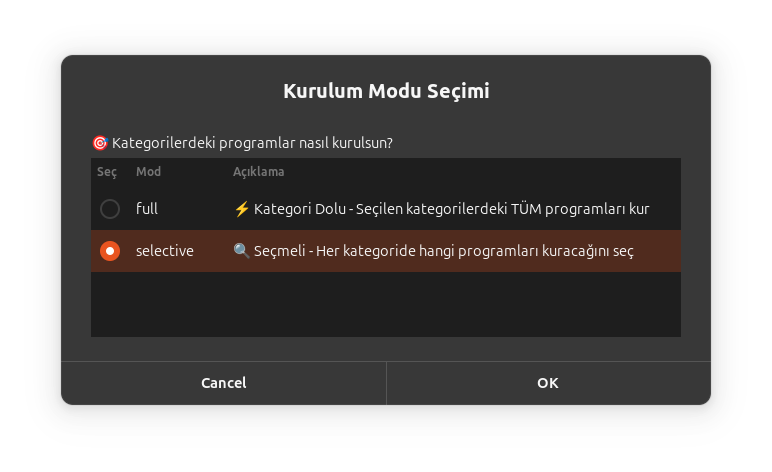 Kurulum Modu Seçimi
🎯 Kategorilerdeki programlar nasıl kurulsun?
Seç Mod Açıklama
full ⚡ Kategori Dolu - Seçilen kategorilerdeki TÜM programları kur
selective 🔍 Seçmeli - Her kategoride hangi programları kuracağını seç
Cancel OK